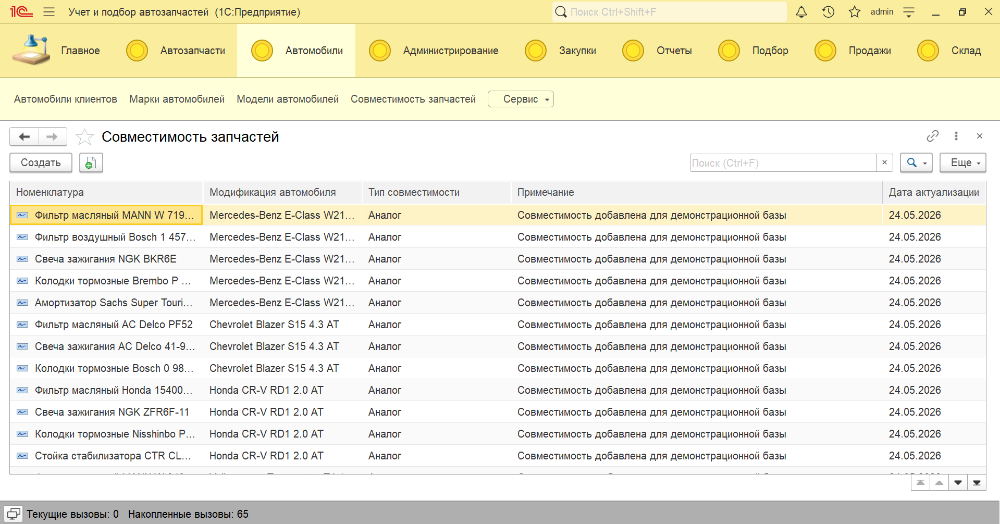 1С Учет и подбор автозапчастей (1С:Предприятие) Поиск Ctrl+Shift+F admin
Главное Автозапчасти Автомобили Администрирование Закупки Отчеты Подбор Продажи Склад
Автомобили клиентов Марки автомобилей Модели автомобилей Совместимость запчастей Сервис
Совместимость запчастей
Создать Поиск (Ctrl+F) × Еще
Номенклатура Модификация автомобиля Тип совместимости Примечание Дата актуализации
Фильтр масляный MANN W 719... Mercedes-Benz E-Class W21... Аналог Совместимость добавлена для демонстрационной базы 24.05.2026
Фильтр воздушный Bosch 1 457... Mercedes-Benz E-Class W21... Аналог Совместимость добавлена для демонстрационной базы 24.05.2026
Свеча зажигания NGK BKR6E Mercedes-Benz E-Class W21... Аналог Совместимость добавлена для демонстрационной базы 24.05.2026
Колодки тормозные Brembo P ... Mercedes-Benz E-Class W21... Аналог Совместимость добавлена для демонстрационной базы 24.05.2026
Амортизатор Sachs Super Touri... Mercedes-Benz E-Class W21... Аналог Совместимость добавлена для демонстрационной базы 24.05.2026
Фильтр масляный AC Delco PF52 Chevrolet Blazer S15 4.3 AT Аналог Совместимость добавлена для демонстрационной базы 24.05.2026
Свеча зажигания AC Delco 41-9... Chevrolet Blazer S15 4.3 AT Аналог Совместимость добавлена для демонстрационной базы 24.05.2026
Колодки тормозные Bosch 0 98... Chevrolet Blazer S15 4.3 AT Аналог Совместимость добавлена для демонстрационной базы 24.05.2026
Фильтр масляный Honda 15400... Honda CR-V RD1 2.0 AT Аналог Совместимость добавлена для демонстрационной базы 24.05.2026
Свеча зажигания NGK ZFR6F-11 Honda CR-V RD1 2.0 AT Аналог Совместимость добавлена для демонстрационной базы 24.05.2026
Колодки тормозные Nisshinbo P... Honda CR-V RD1 2.0 AT Аналог Совместимость добавлена для демонстрационной базы 24.05.2026
Стойка стабилизатора CTR CL... Honda CR-V RD1 2.0 AT Аналог Совместимость добавлена для демонстрационной базы 24.05.2026
Текущие вызовы: 0 Накопленные вызовы: 65